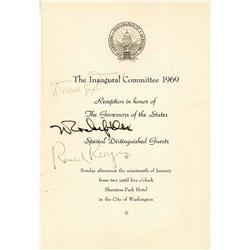 The Inaugural Committee 1969
Reception in honor of
The Governors of the States
Special Distinguished Guests
Sunday afternoon the nineteenth of January
from two until five o'clock
Sheraton-Park Hotel
in the City of Washington